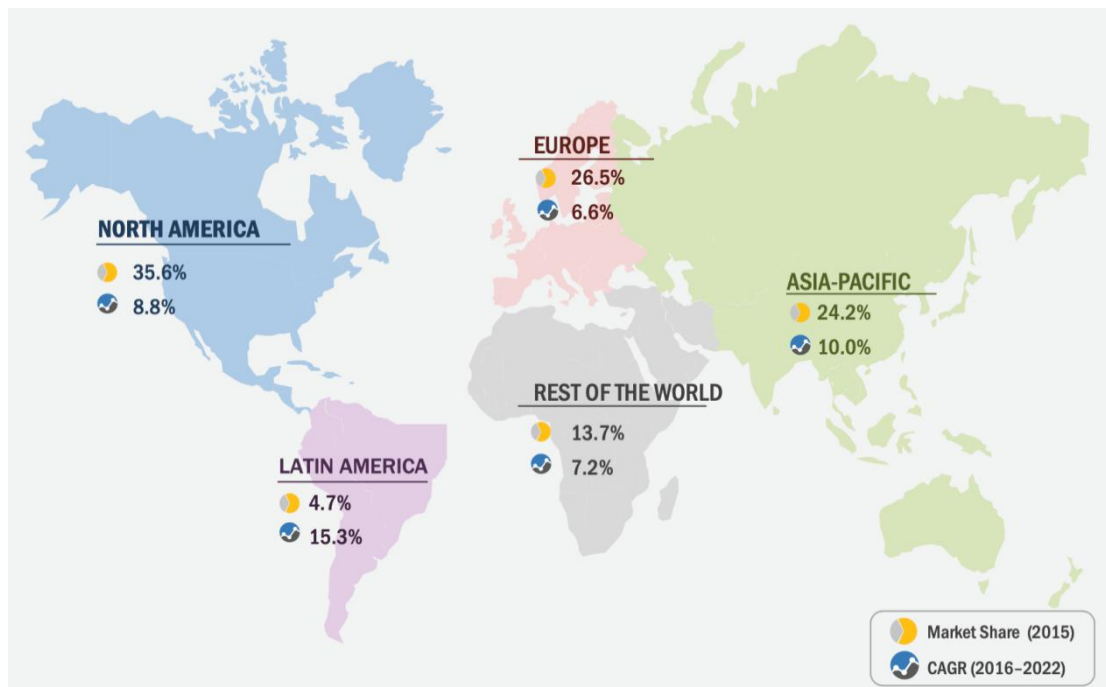 EUROPE
26.5%
6.6%
NORTH AMERICA
35.6%
8.8%
ASIA-PACIFIC
24.2%
10.0%
REST OF THE WORLD
13.7%
7.2%
LATIN AMERICA
4.7%
15.3%
Market Share (2015)
CAGR (2016–2022)